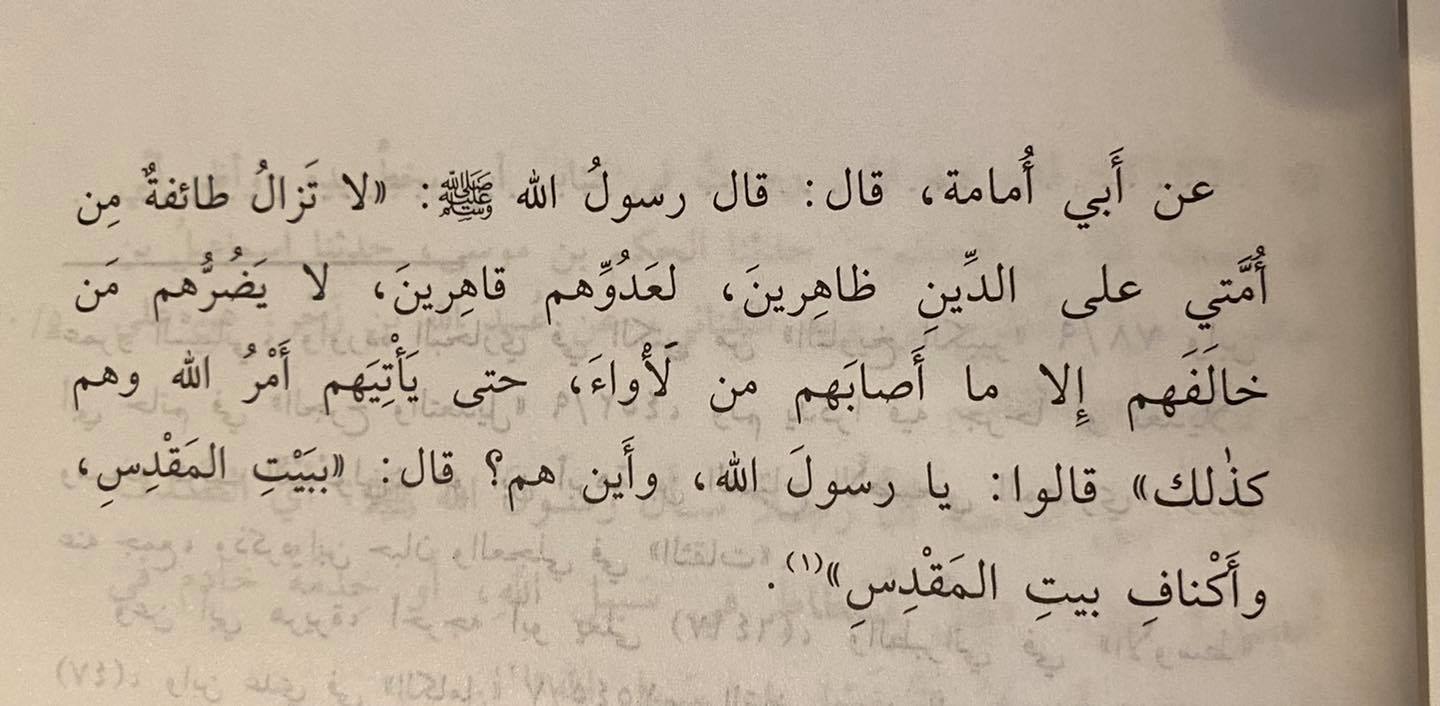 عن أَبي أُمامة، قال: قال رسولُ الله ﷺ: «لا تَزالُ طائفةٌ مِن
أُمَّتي على الدِّينِ ظاهِرينَ، لعَدُوِّهم قاهِرينَ، لا يَضُرُّهم مَن
خالَفَهم إِلا ما أَصابَهم من لَأْواءَ، حتى يَأْتِيَهم أَمْرُ الله وهم
كذٰلك» قالوا: يا رسولَ الله، وأَين هم؟ قال: «ببَيْتِ المَقْدِسِ،
وأَكْنافِ بيتِ المَقْدِسِ»(١).